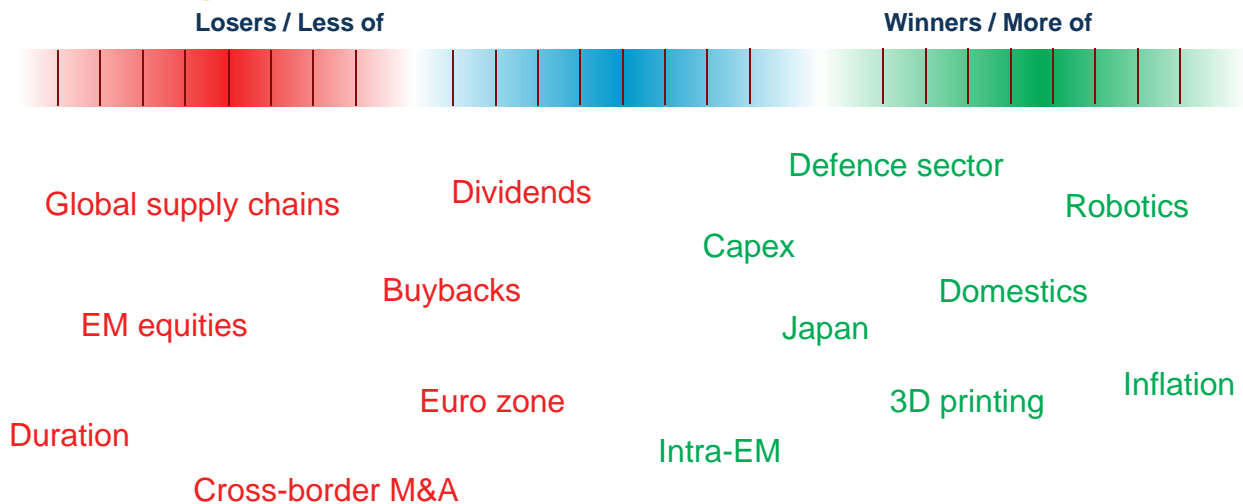 Losers / Less of
Winners / More of
Defence sector
Dividends
Global supply chains
Robotics
Capex
Buybacks
Domestics
EM equities
Japan
Inflation
Euro zone
3D printing
Duration
Intra-EM
Cross-border M&A